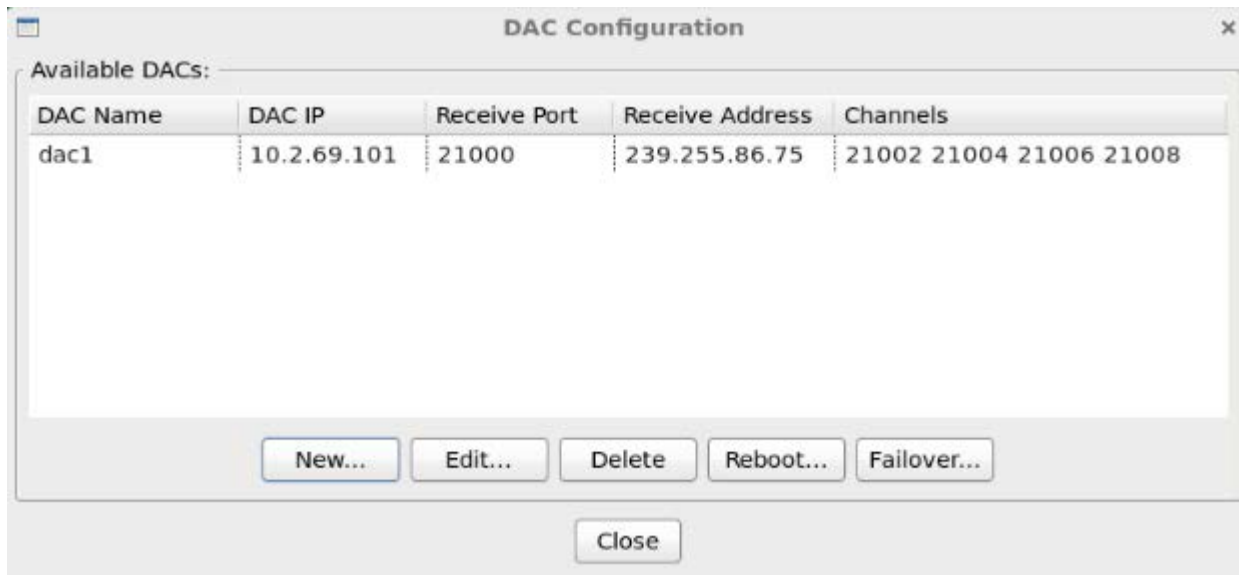 DAC Configuration
Available DACs:
DAC Name DAC IP Receive Port Receive Address Channels
dac1 10.2.69.101 21000 239.255.86.75 21002 21004 21006 21008
New... Edit... Delete Reboot... Failover...
Close